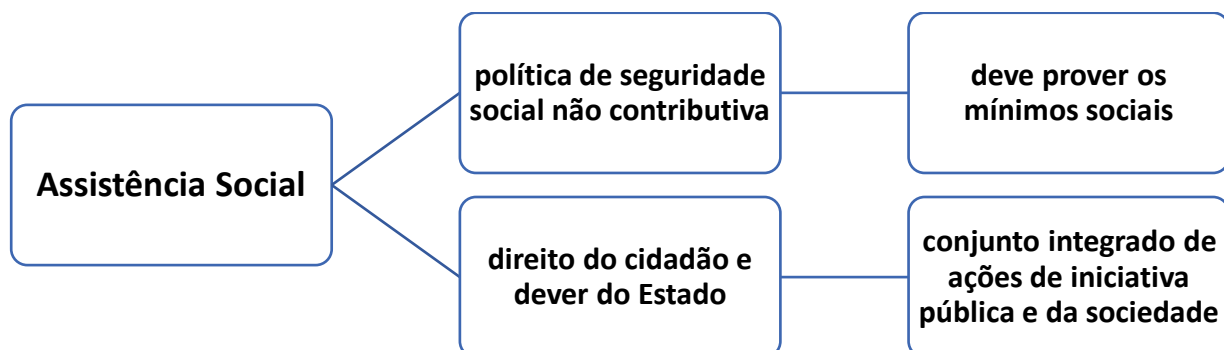 Assistência Social
política de seguridade
social não contributiva
deve prover os
mínimos sociais
direito do cidadão e
dever do Estado
conjunto integrado de
ações de iniciativa
pública e da sociedade